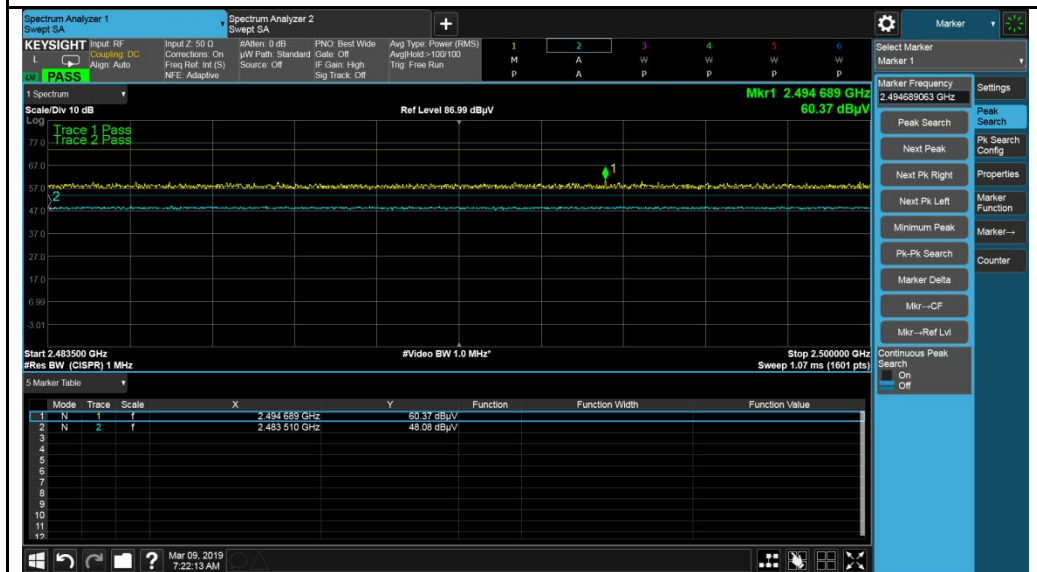 Spectrum Analyzer 1
Swept SA
Spectrum Analyzer 2
Swept SA
+
Marker
KEYSIGHT
L
LXI
PASS
Input: RF
Coupling: DC
Align: Auto
Input Z: 50 Ω
Corrections: On
Freq Ref: Int (S)
NFE: Adaptive
#Atten: 0 dB
µW Path: Standard
Source: Off
PNO: Best Wide
Gate: Off
IF Gain: High
Sig Track: Off
Avg Type: Power (RMS)
Avg|Hold:>100/100
Trig: Free Run
1 2 3 4 5 6
M A W W W W
P A P P P P
Select Marker
Marker 1
1 Spectrum
Scale/Div 10 dB
Log
Ref Level 86.99 dBµV
Mkr1 2.494 689 GHz
60.37 dBµV
Trace 1 Pass
Trace 2 Pass
77.0
67.0
57.0
47.0
37.0
27.0
17.0
6.99
-3.01
1
2
Start 2.483500 GHz
#Res BW (CISPR) 1 MHz
#Video BW 1.0 MHz*
Stop 2.500000 GHz
Sweep 1.07 ms (1601 pts)
Marker Frequency
2.494689063 GHz
Peak Search
Next Peak
Next Pk Right
Next Pk Left
Minimum Peak
Pk-Pk Search
Marker Delta
Mkr→CF
Mkr→Ref Lvl
Continuous Peak
Search
On
Off
Settings
Peak
Search
Pk Search
Config
Properties
Marker
Function
Marker→
Counter
5 Marker Table
Mode Trace Scale X Y Function Function Width Function Value
1 N 1 f 2.494 689 GHz 60.37 dBµV
2 N 2 f 2.483 510 GHz 48.08 dBµV
3
4
5
6
7
8
9
10
11
12
?
Mar 09, 2019
7:22:13 AM